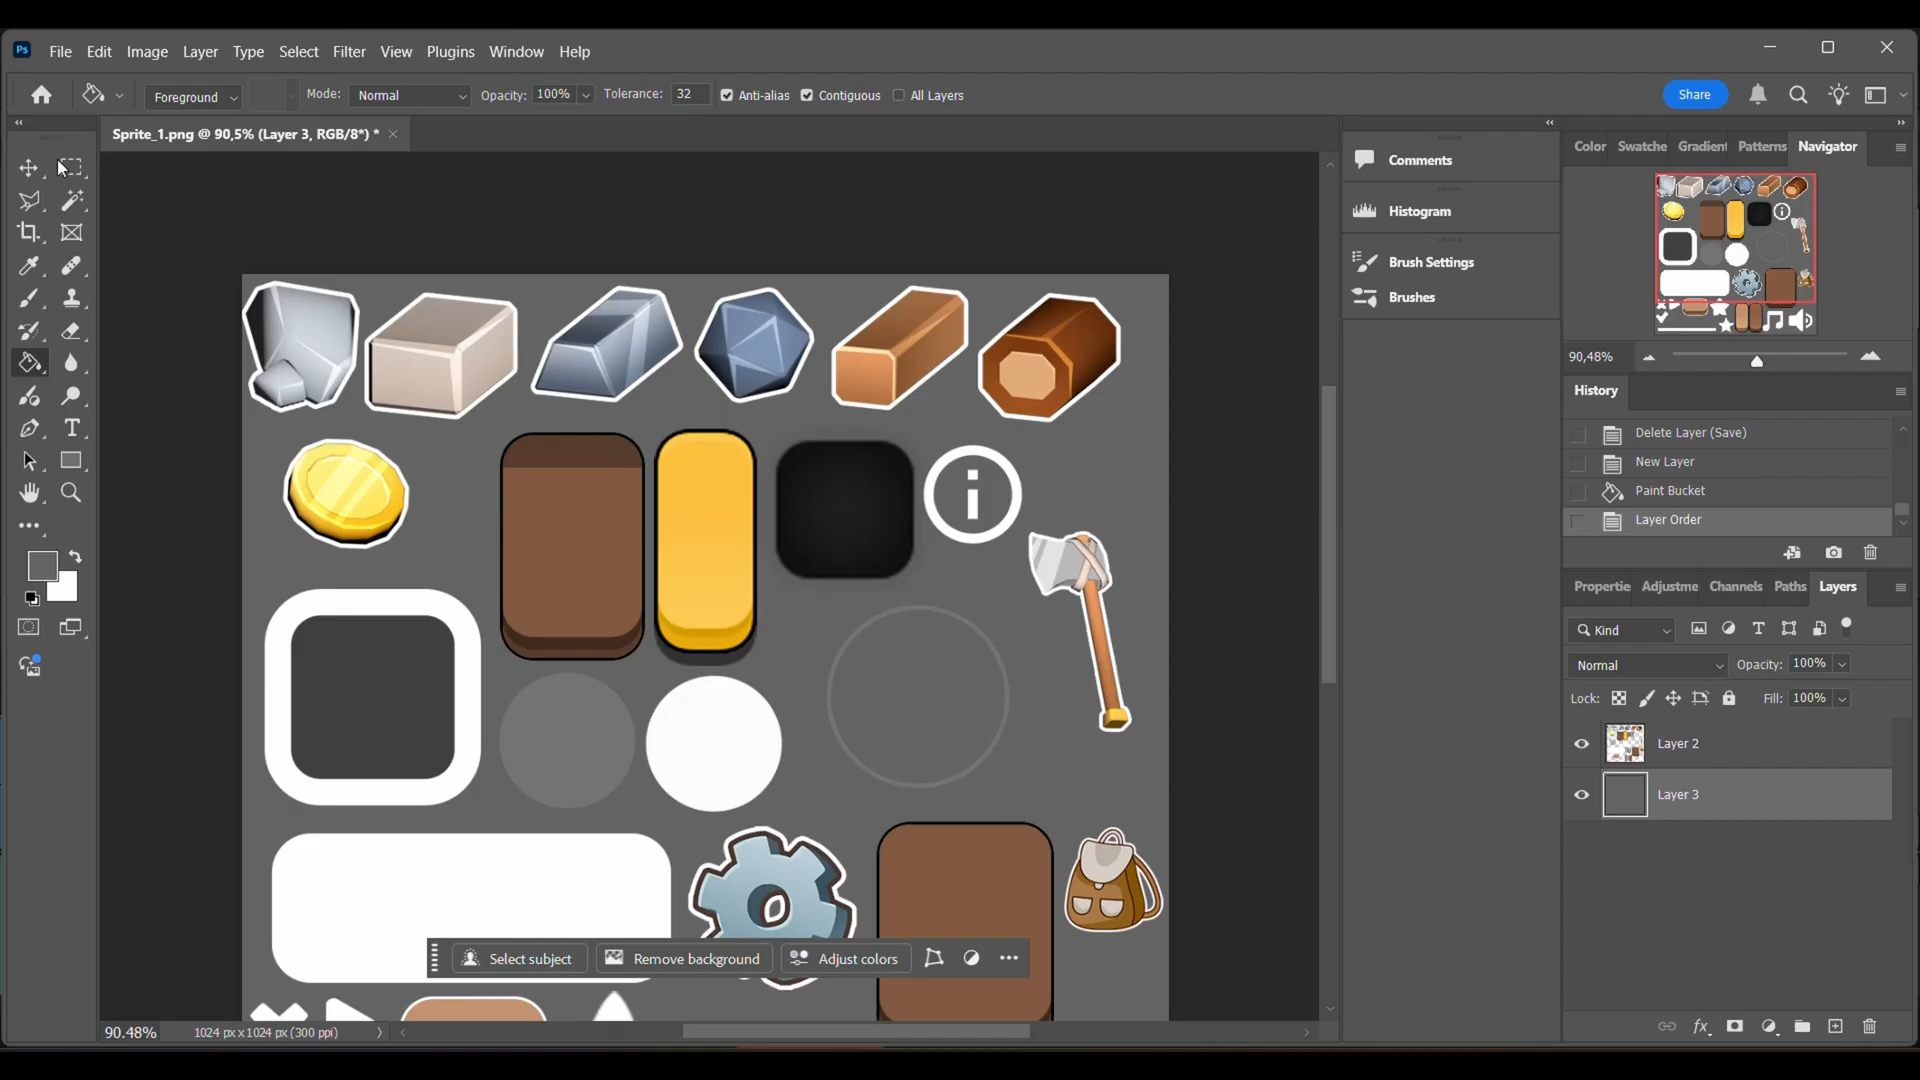 Ps
File Edit Image Layer Type Select Filter View Plugins Window Help
Foreground Mode: Normal Opacity: 100% Tolerance: 32 Anti-alias Contiguous All Layers Share
Sprite_1.png @ 90,5% (Layer 3, RGB/8*) *
Comments
Histogram
Brush Settings
Brushes
Color Swatche Gradient Patterns Navigator
90,48%
History
Delete Layer (Save)
New Layer
Paint Bucket
Layer Order
Propertie Adjustme Channels Paths Layers
Kind
Normal Opacity: 100%
Lock: Fill: 100%
Layer 2
Layer 3
Select subject Remove background Adjust colors
90.48% 1024 px x 1024 px (300 ppi)